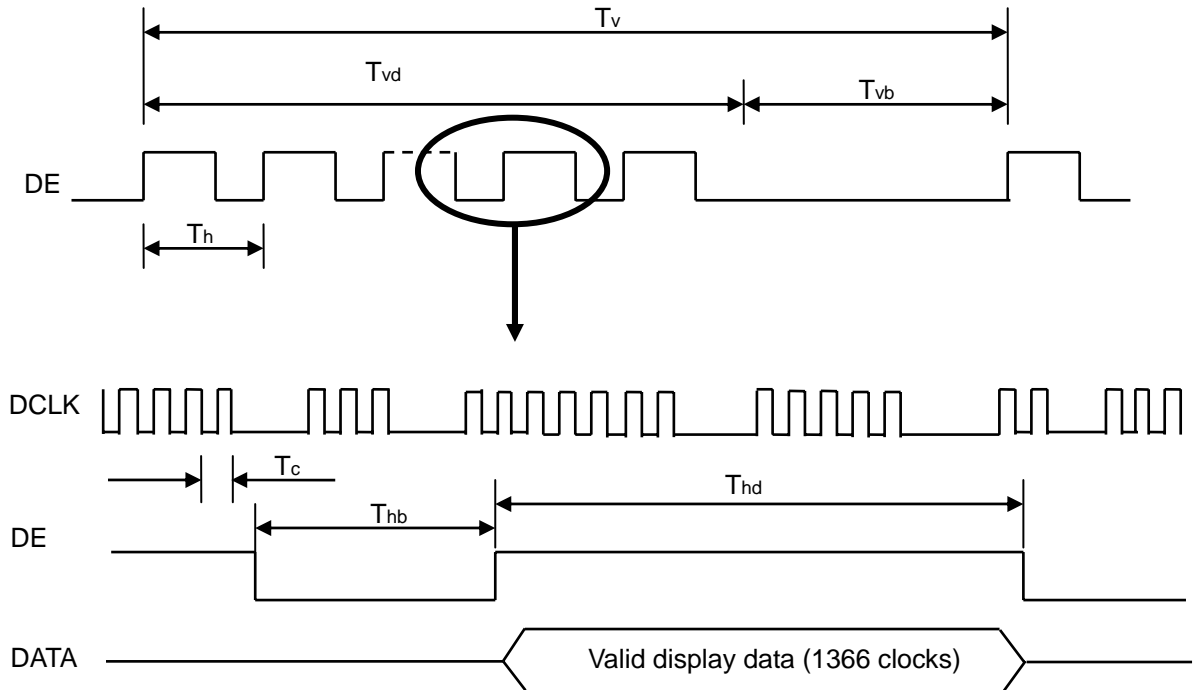 Tv
Tvd
Tvb
DE
Th
DCLK
Tc
Thd
Thb
DE
DATA
Valid display data (1366 clocks)